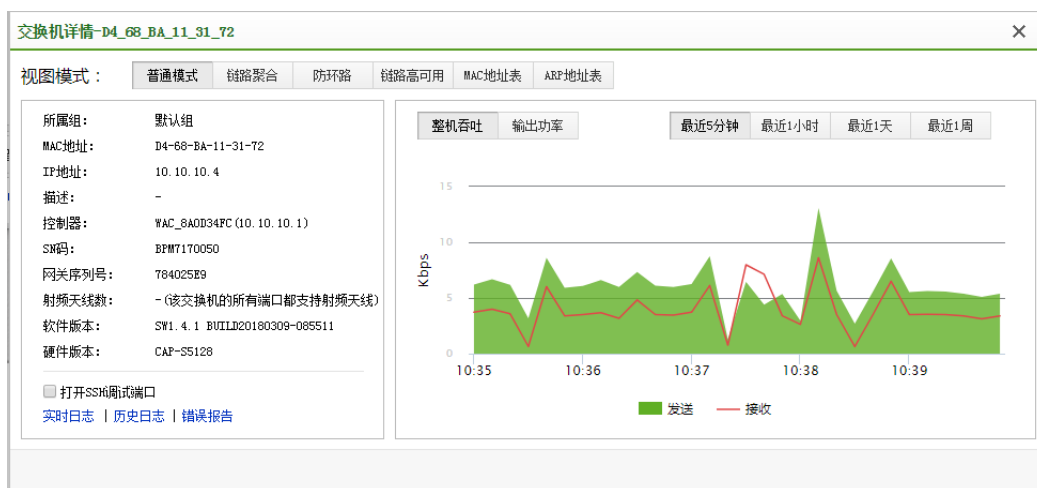 交换机详情-D4_68_BA_11_31_72
视图模式： 普通模式 链路聚合 防环路 链路高可用 MAC地址表 ARP地址表
所属组： 默认组
MAC地址： D4-68-BA-11-31-72
IP地址： 10.10.10.4
描述： -
控制器： WAC_8A0D34FC(10.10.10.1)
SN码： BPM7170050
网关序列号： 784025E9
射频天线数： -(该交换机的所有端口都支持射频天线)
软件版本： SW1.4.1 BUILD20180309-085511
硬件版本： CAP-S5128
打开SSH调试端口
实时日志 | 历史日志 | 错误报告
整机吞吐 输出功率 最近5分钟 最近1小时 最近1天 最近1周
15
10
Kbps
5
0
10:35 10:36 10:37 10:38 10:39
发送 接收